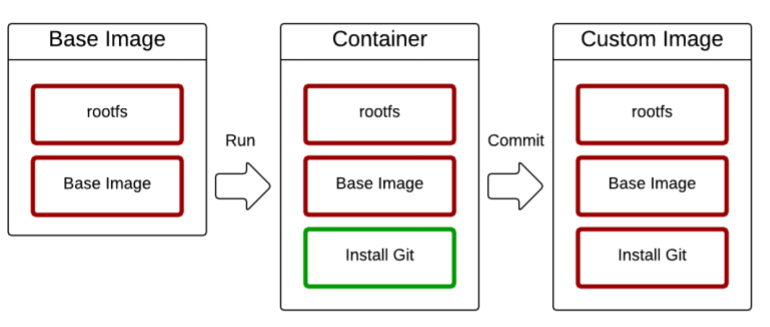 Base Image
rootfs
Base Image
Run
Container
rootfs
Base Image
Install Git
Commit
Custom Image
rootfs
Base Image
Install Git